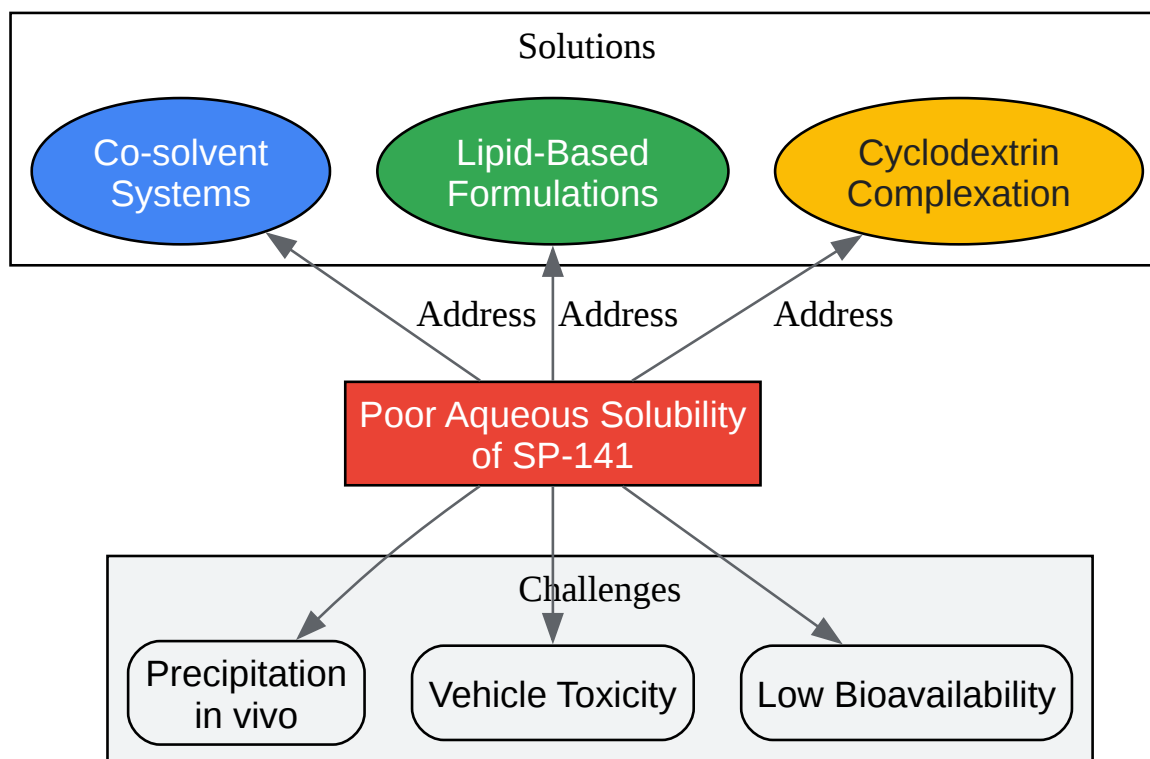 Solutions
Co-solvent
Systems
Lipid-Based
Formulations
Cyclodextrin
Complexation
Address
Address
Address
Poor Aqueous Solubility
of SP-141
Challenges
Precipitation
in vivo
Vehicle Toxicity
Low Bioavailability